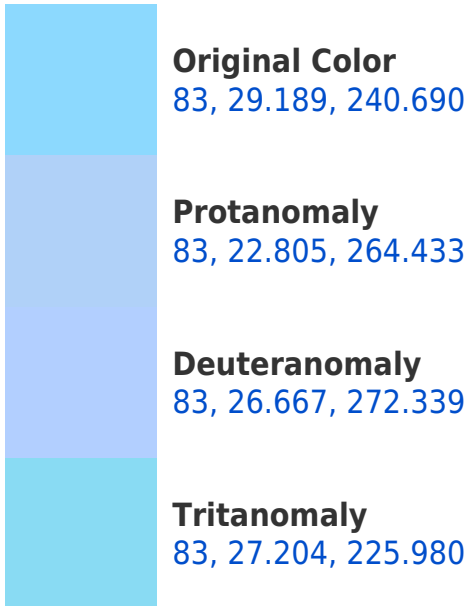 Original Color
83, 29.189, 240.690
Protanomaly
83, 22.805, 264.433
Deuteranomaly
83, 26.667, 272.339
Tritanomaly
83, 27.204, 225.980